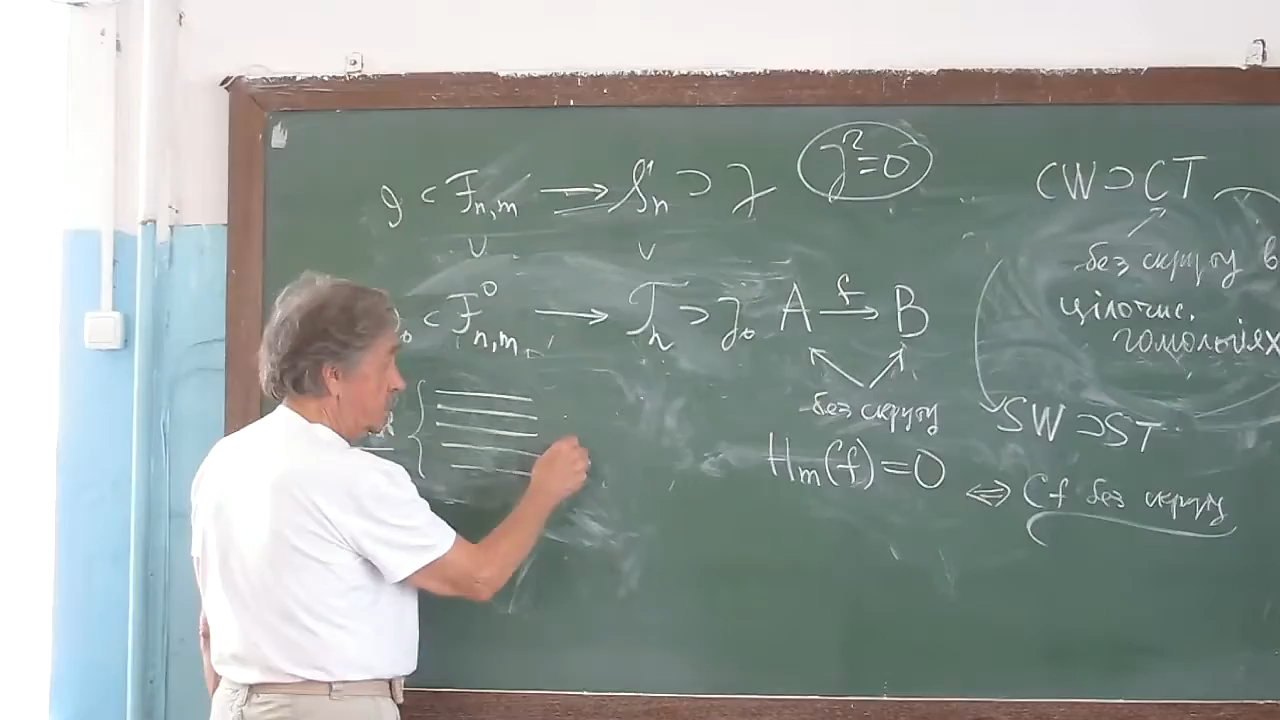 𝒥 ⊂ F_{n,m} → S_n ⊃ J
J² = 0
∪ ∪
₀ ⊂ F⁰_{n,m} → T_n ⊃ J₀
A →^f B
без скруту
H_m(f) = 0
⇔ Cf без скруту
CW ⊃ CT
без скруту в
цілочис.
гомологіях
SW ⊃ ST